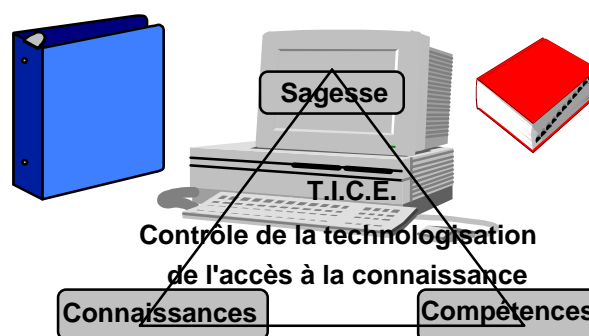 Sagesse
T.I.C.E.
Contrôle de la technologisation
de l'accès à la connaissance
Connaissances
Compétences